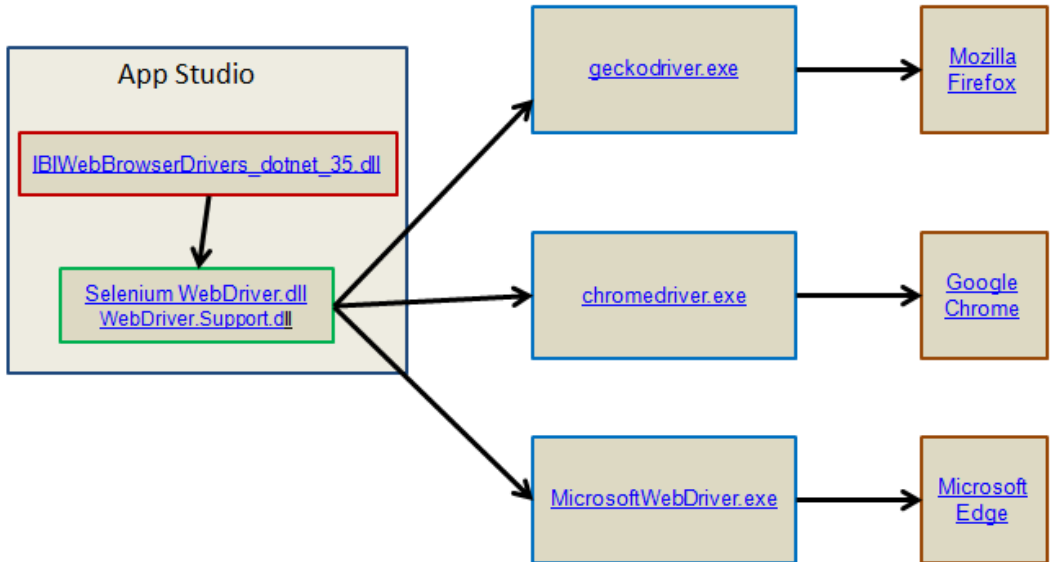 App Studio
IBIWebBrowserDrivers_dotnet_35.dll
Selenium WebDriver.dll
WebDriver.Support.dll
geckodriver.exe
Mozilla
Firefox
chromedriver.exe
Google
Chrome
MicrosoftWebDriver.exe
Microsoft
Edge